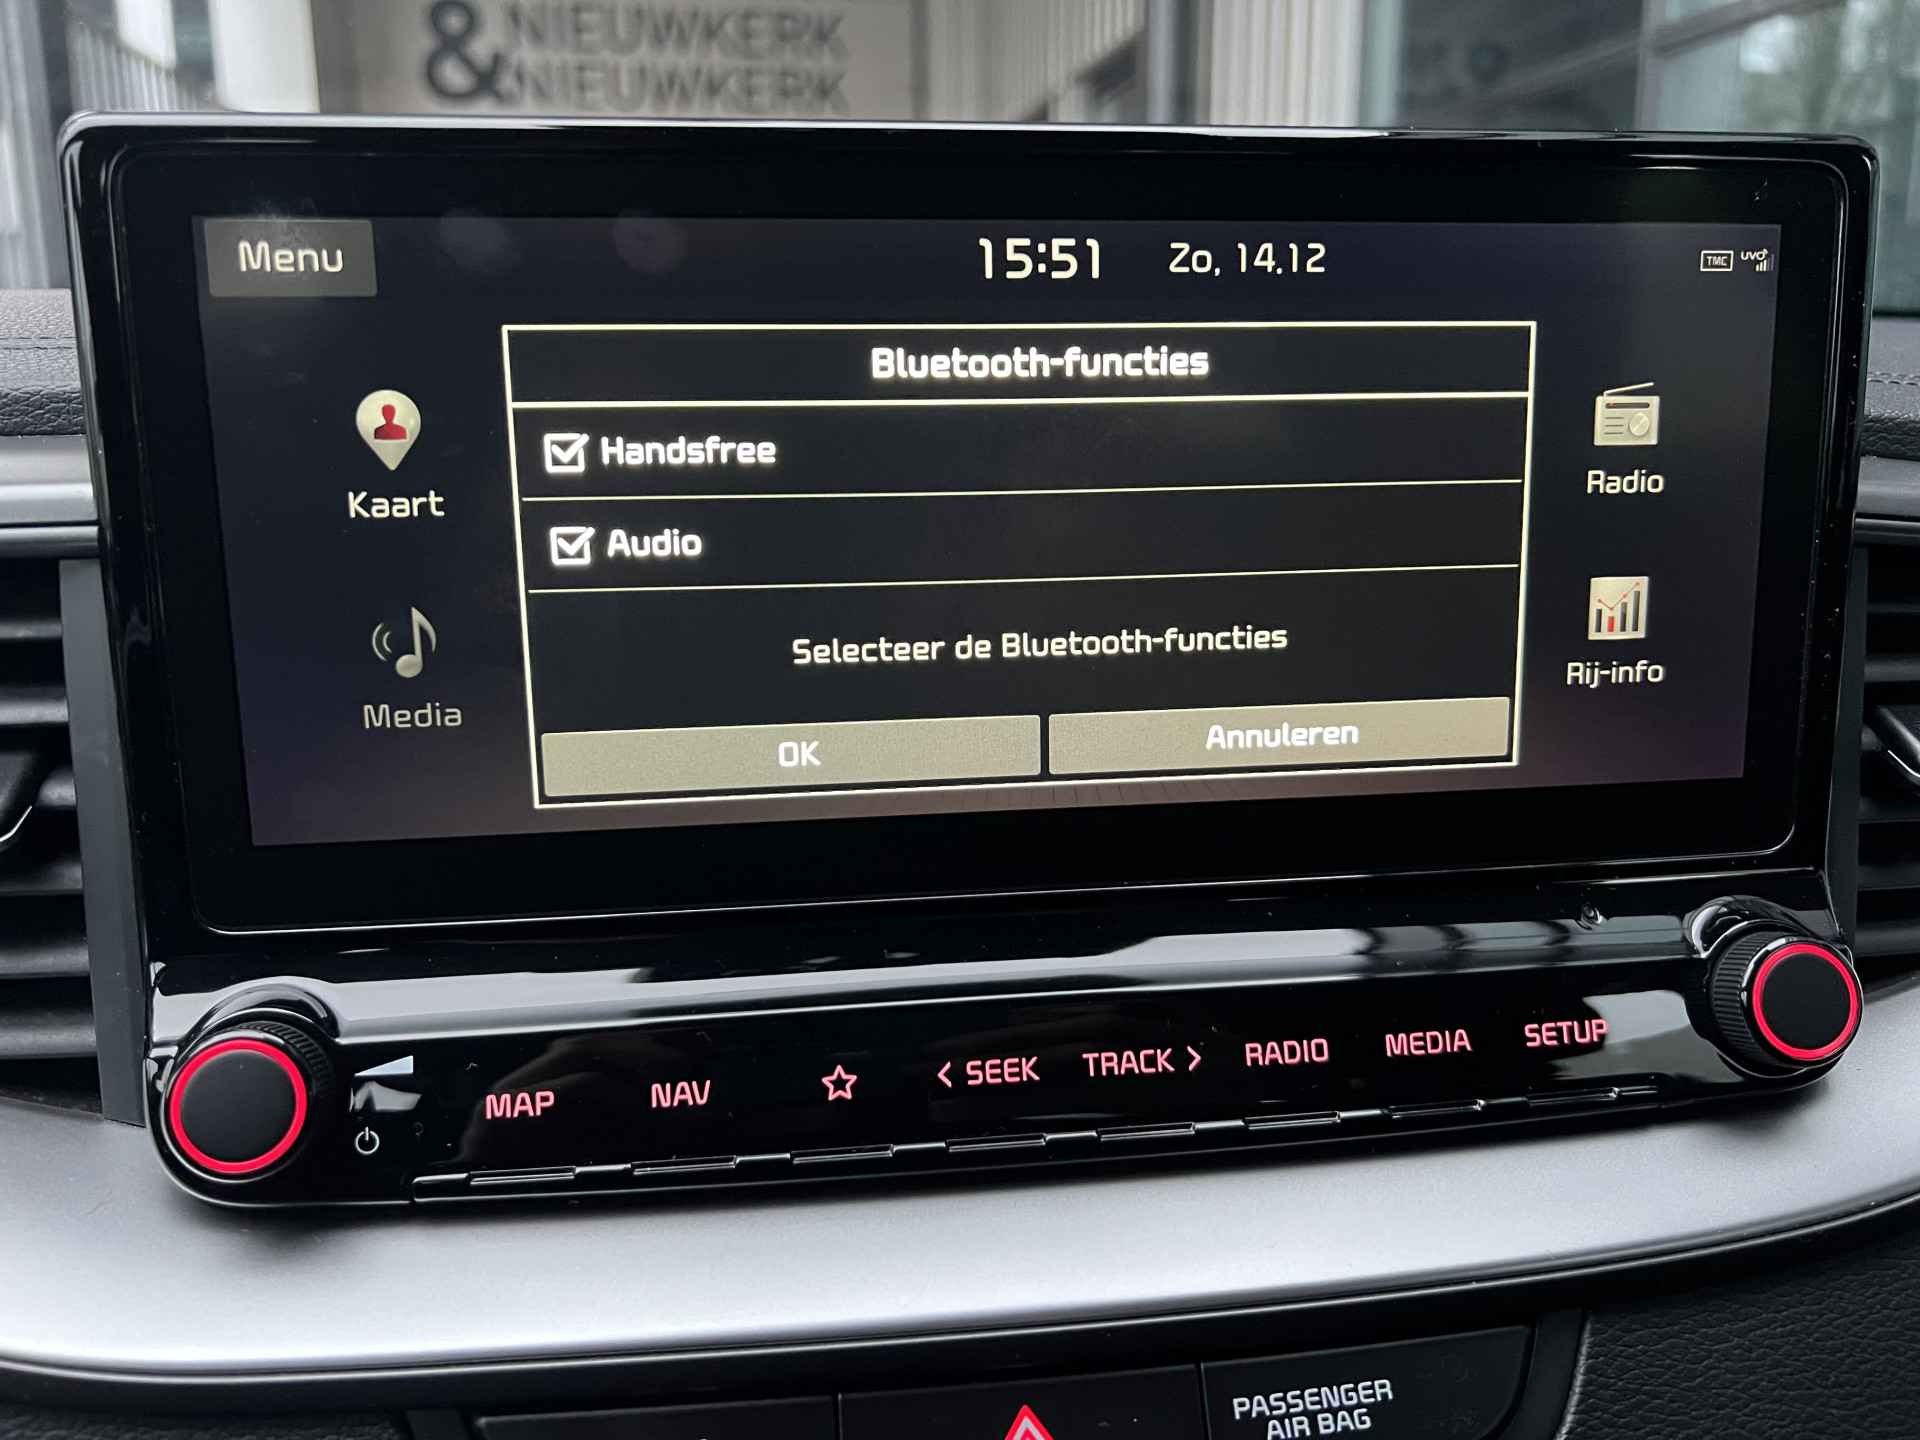 & NIEUWKERK
NIEUWKERK
Menu
15:51
Zo, 14.12
TMC
UVO
Bluetooth-functies
Handsfree
Audio
Selecteer de Bluetooth-functies
OK
Annuleren
Kaart
Media
Radio
Rij-info
MAP
NAV
< SEEK
TRACK >
RADIO
MEDIA
SETUP
PASSENGER
AIR BAG